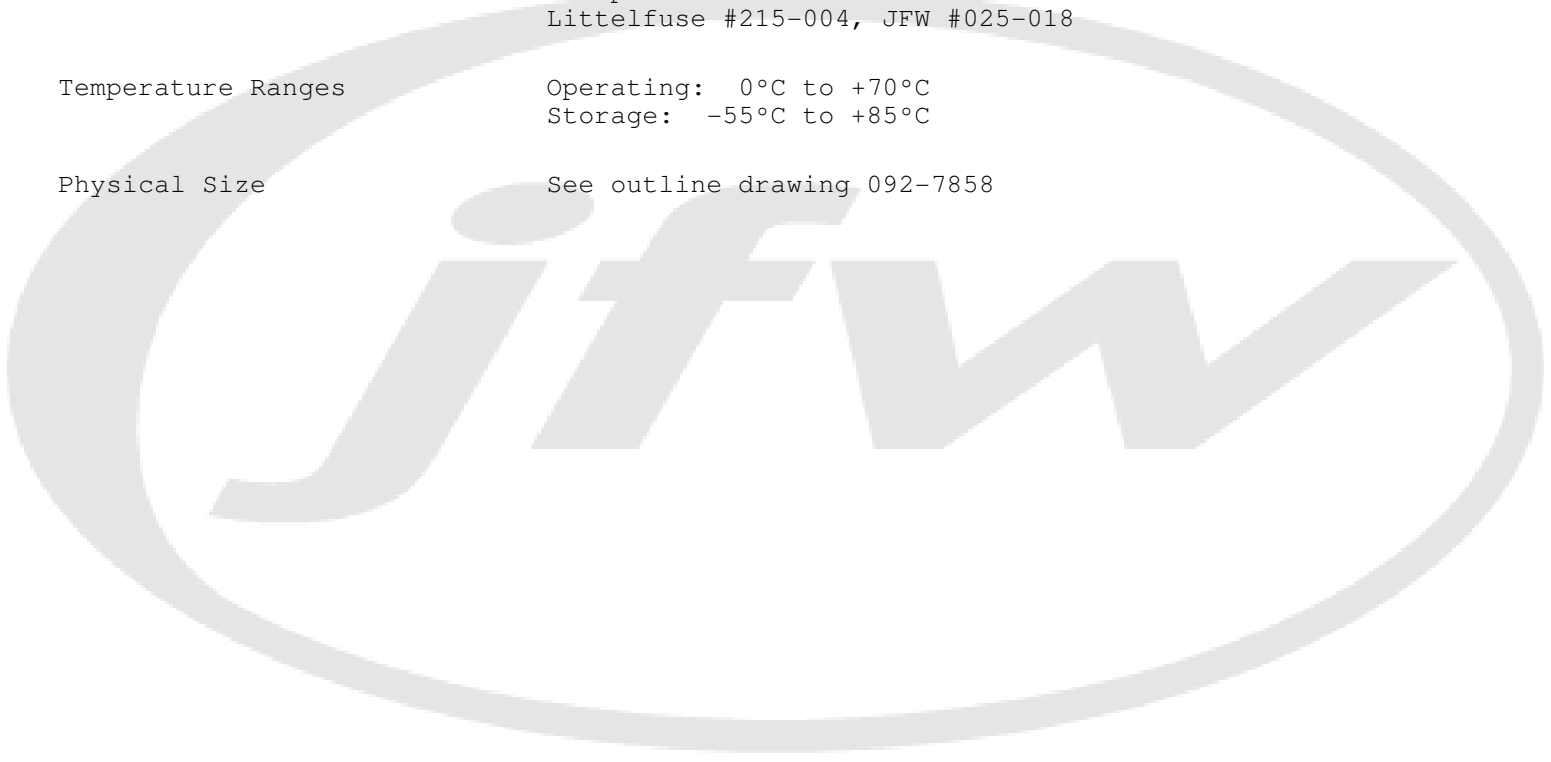 Littelfuse #215-004, JFW #025-018
Temperature Ranges Operating: 0°C to +70°C
Storage: -55°C to +85°C
Physical Size See outline drawing 092-7858
jfw